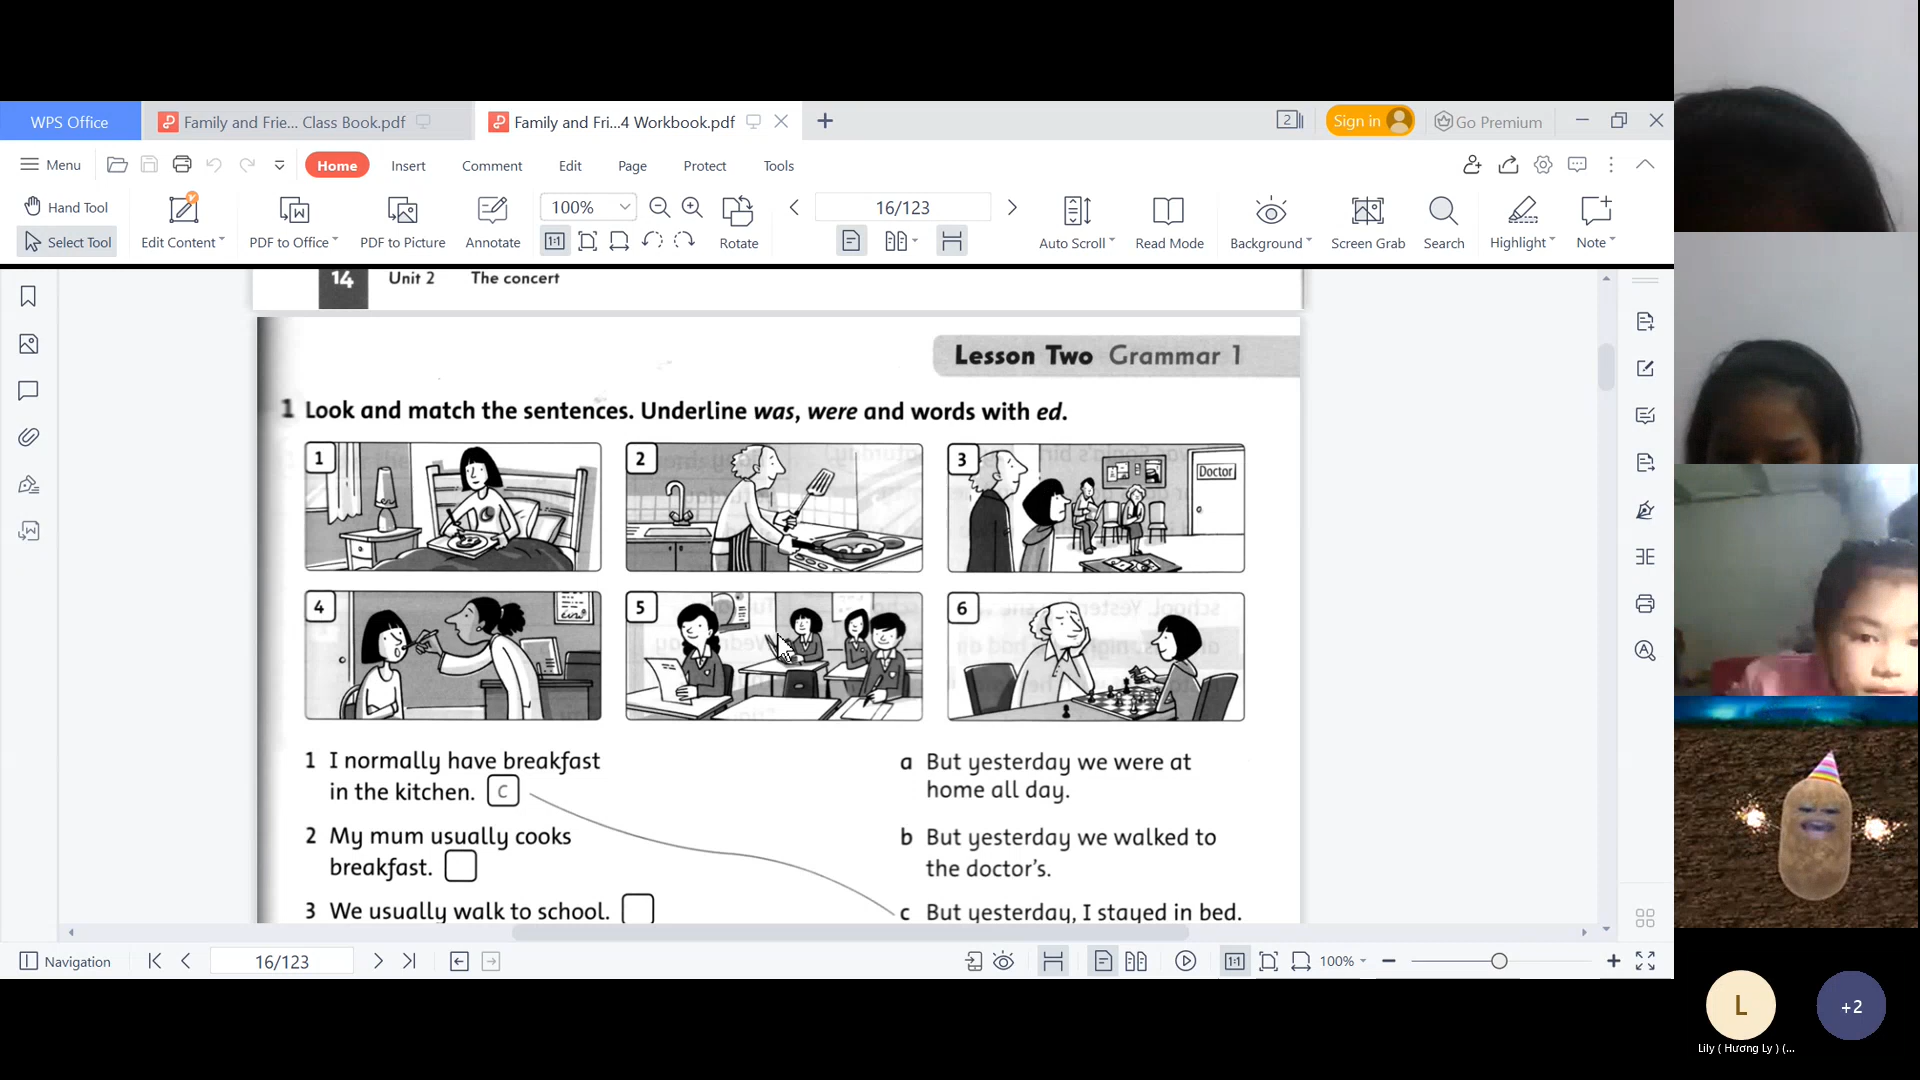 WPS Office
Family and Frie... Class Book.pdf
Family and Fri...4 Workbook.pdf
2
Sign in
Go Premium
Menu
Home
Insert
Comment
Edit
Page
Protect
Tools
Hand Tool
Select Tool
Edit Content
PDF to Office
PDF to Picture
Annotate
100%
1:1
Rotate
16/123
Auto Scroll
Read Mode
Background
Screen Grab
Search
Highlight
Note
14 Unit 2 The concert
Lesson Two Grammar 1
1 Look and match the sentences. Underline was, were and words with ed.
1
2
3
Doctor
4
5
6
1 I normally have breakfast
in the kitchen. c
2 My mum usually cooks
breakfast.
3 We usually walk to school.
a But yesterday we were at
home all day.
b But yesterday we walked to
the doctor's.
c But yesterday, I stayed in bed.
Navigation
16/123
1:1
100%
L
+2
Lily ( Hương Ly ) (...